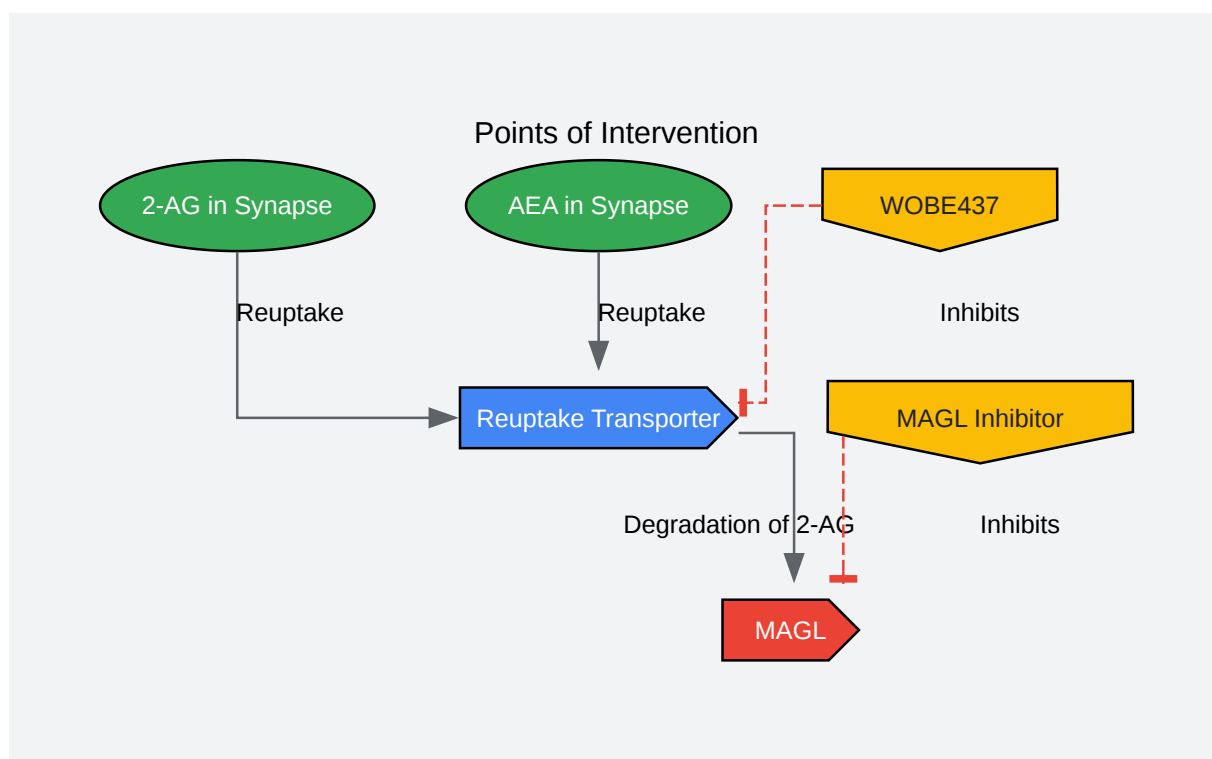 Points of Intervention
2-AG in Synapse
AEA in Synapse
WOBE437
Reuptake
Reuptake
Inhibits
Reuptake Transporter
MAGL Inhibitor
Degradation of 2-AG
Inhibits
MAGL